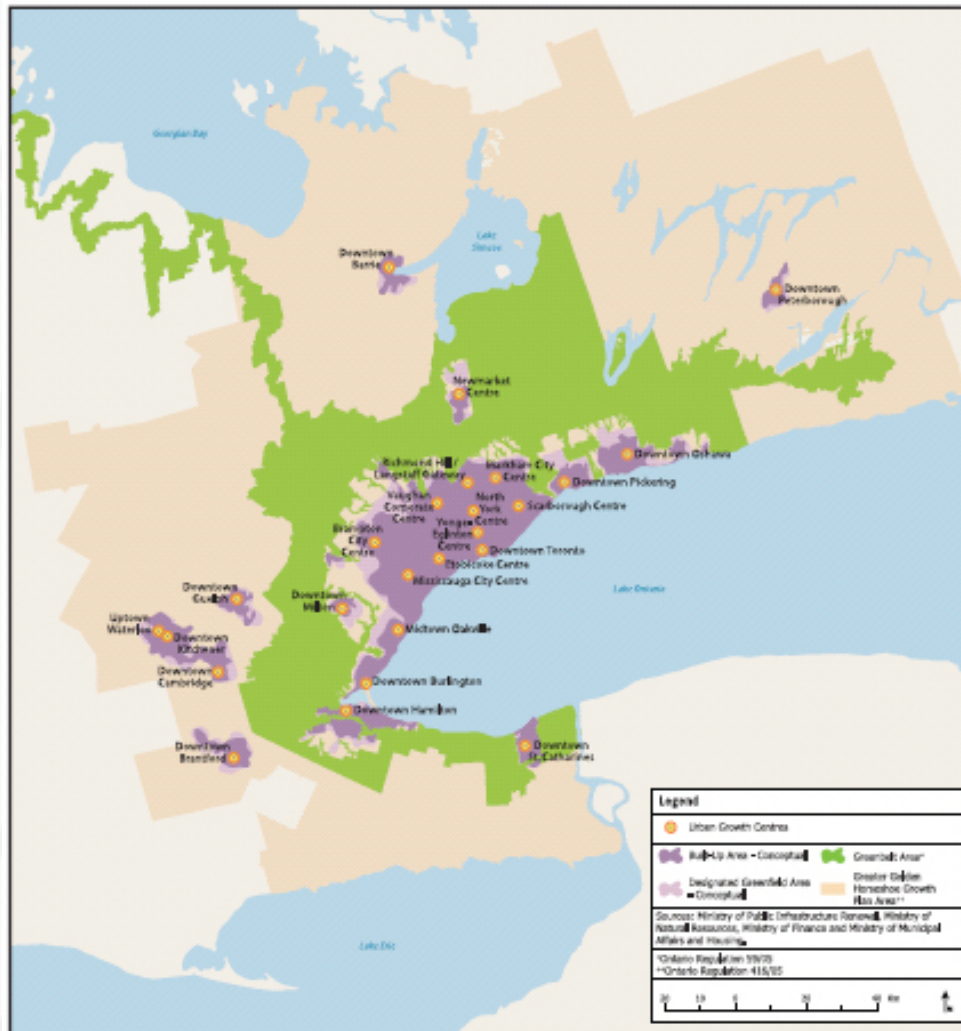 Georgian Bay
Lake
Simcoe
Downtown
Barrie
Downtown
Peterborough
Newmarket
Centre
Downtown Oshawa
Richmond Hill/
Langstaff Gateway
Markham City
Centre
Downtown Pickering
Vaughan
Corporate
Centre
North
York
Centre
Scarborough Centre
Yonge-
Eglinton
Centre
Brampton
City
Centre
Downtown Toronto
Etobicoke Centre
Mississauga City Centre
Lake Ontario
Downtown
Guelph
Downtown
Milton
Uptown
Waterloo
Downtown
Kitchener
Midtown Oakville
Downtown
Cambridge
Downtown Burlington
Downtown Hamilton
Downtown
Brantford
Downtown
St. Catharines
Lake Erie
Legend
Urban Growth Centres
Built-Up Area – Conceptual
Greenbelt Area*
Designated Greenfield Area
– Conceptual
Greater Golden
Horseshoe Growth
Plan Area**
Sources: Ministry of Public Infrastructure Renewal, Ministry of
Natural Resources, Ministry of Finance and Ministry of Municipal
Affairs and Housing
*Ontario Regulation 59/05
**Ontario Regulation 416/05
20 10 0 20 40 Km